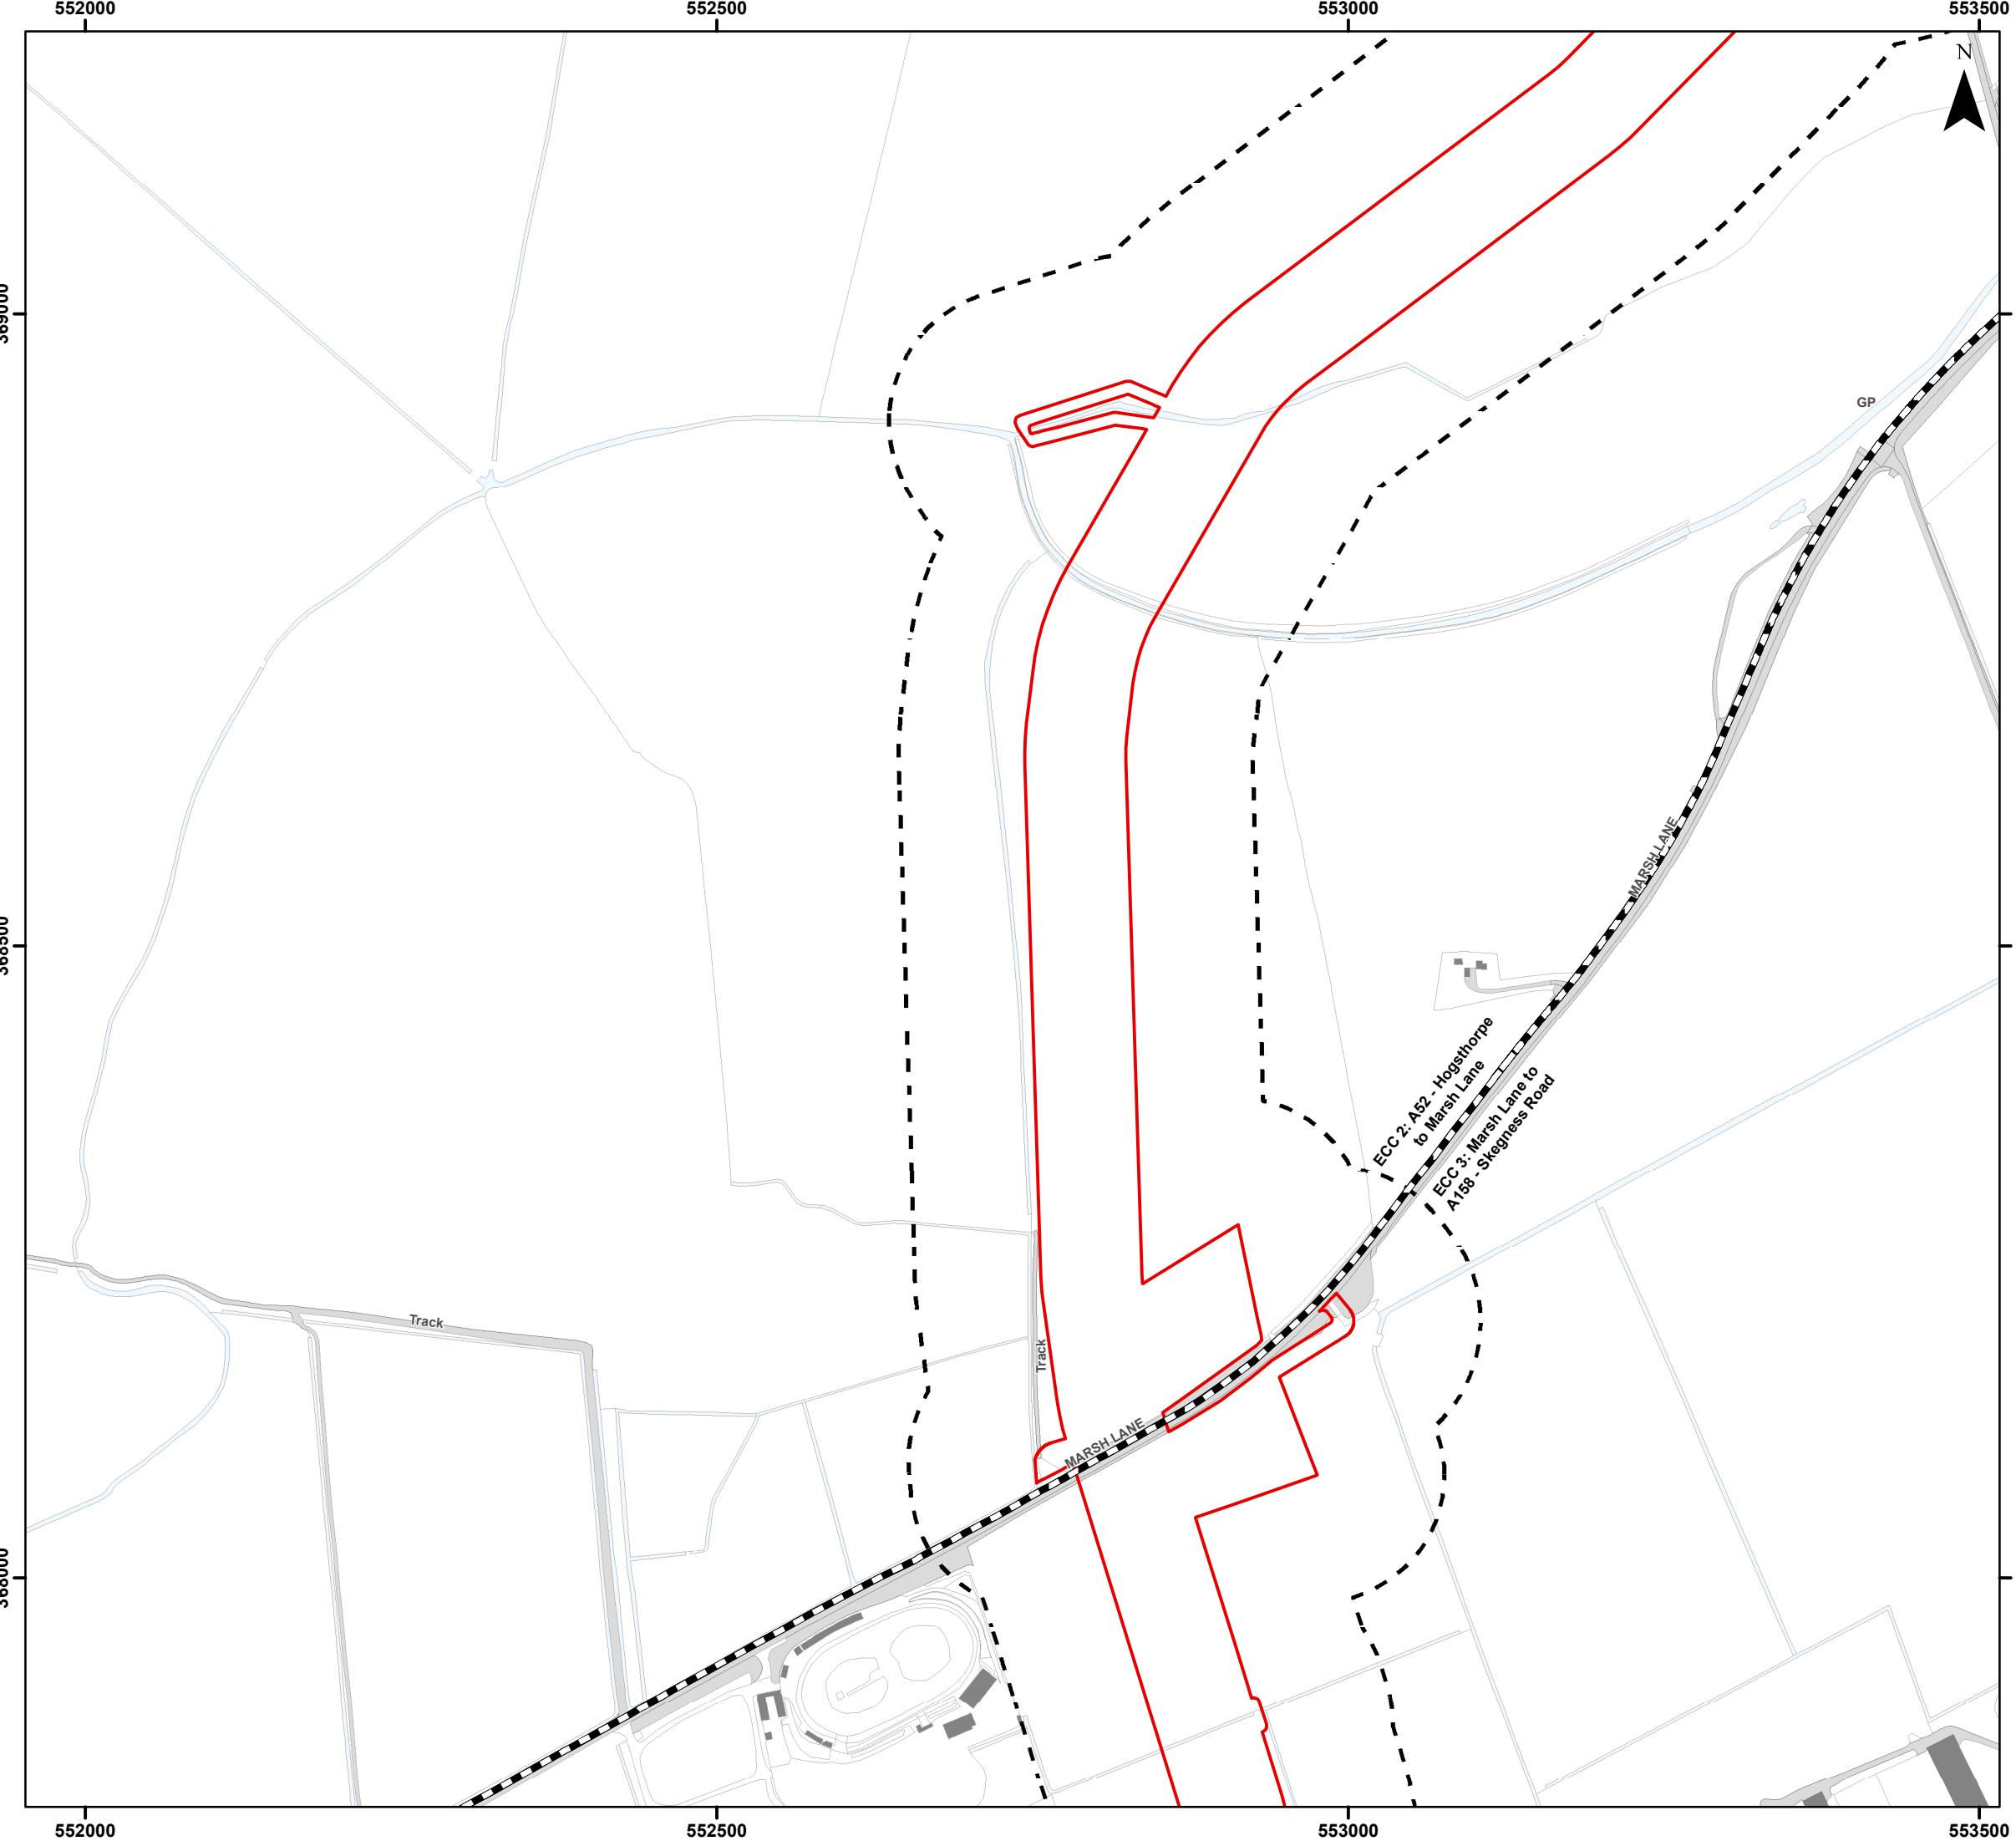 552000
552500
553000
553500
N
369000
GP
MARSH LANE
368500
ECC 2: A52 - Hogsthorpe
to Marsh Lane
ECC 3: Marsh Lane to
A158 - Skegness Road
Track
Track
MARSH LANE
368000
552000
552500
553000
553500